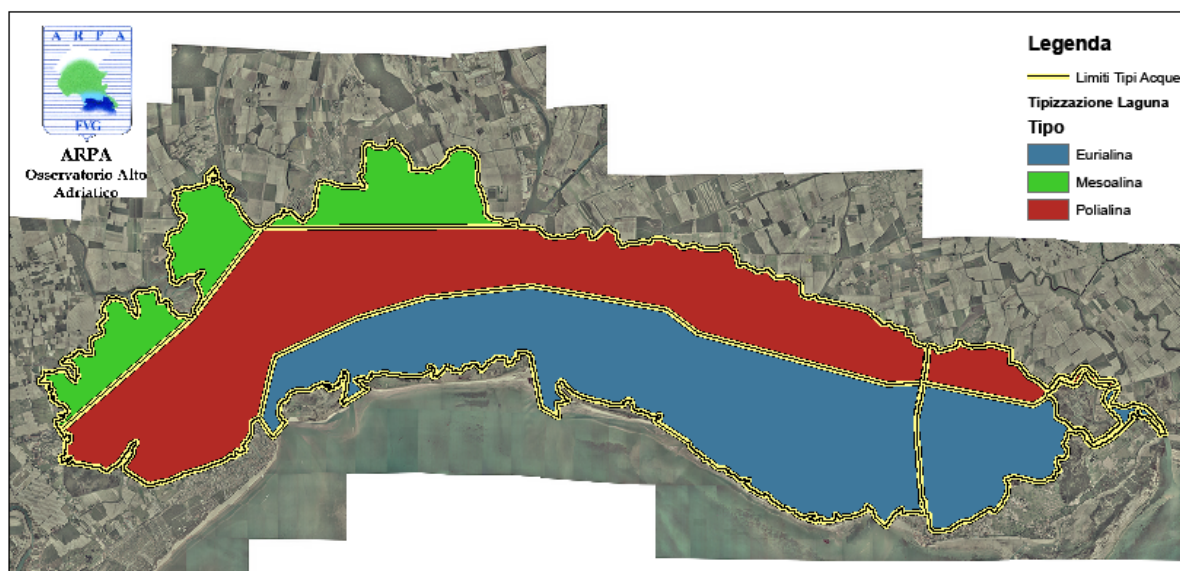 A R P A
FVG
ARPA
Osservatorio Alto
Adriatico
Legenda
Limiti Tipi Acque
Tipizzazione Laguna
Tipo
Eurialina
Mesoalina
Polialina